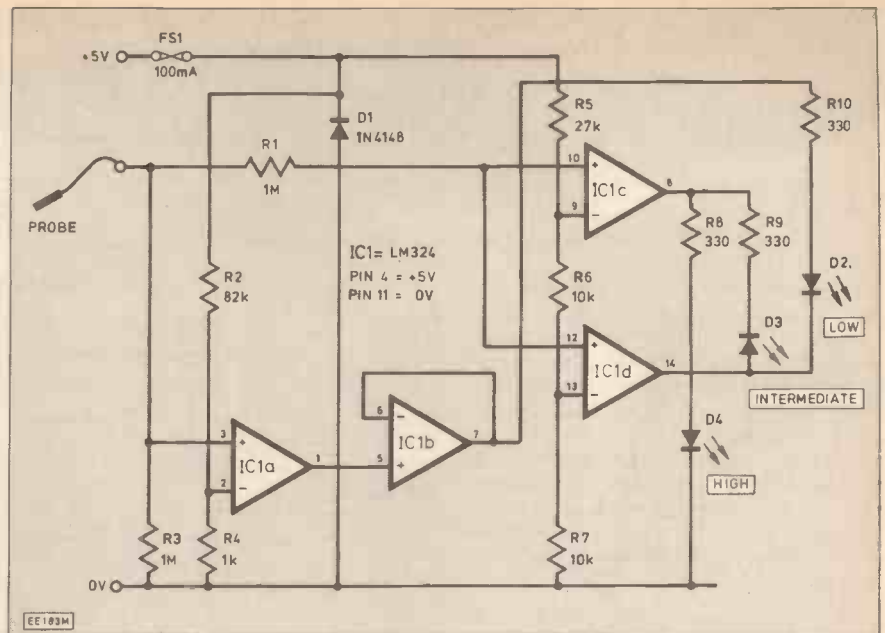 +5V
FS1
100mA
D1
1N4148
R1
1M
PROBE
R2
82k
IC1= LM324
PIN 4 = +5V
PIN 11 = 0V
R5
27k
10
+
9
−
IC1c
8
R10
330
R8
330
R9
330
D2.
LOW
R6
10k
12
+
13
−
IC1d
14
D3
INTERMEDIATE
3
+
2
−
IC1a
1
6
−
5
+
IC1b
7
D4
HIGH
R3
1M
R4
1k
R7
10k
0V
EE183M